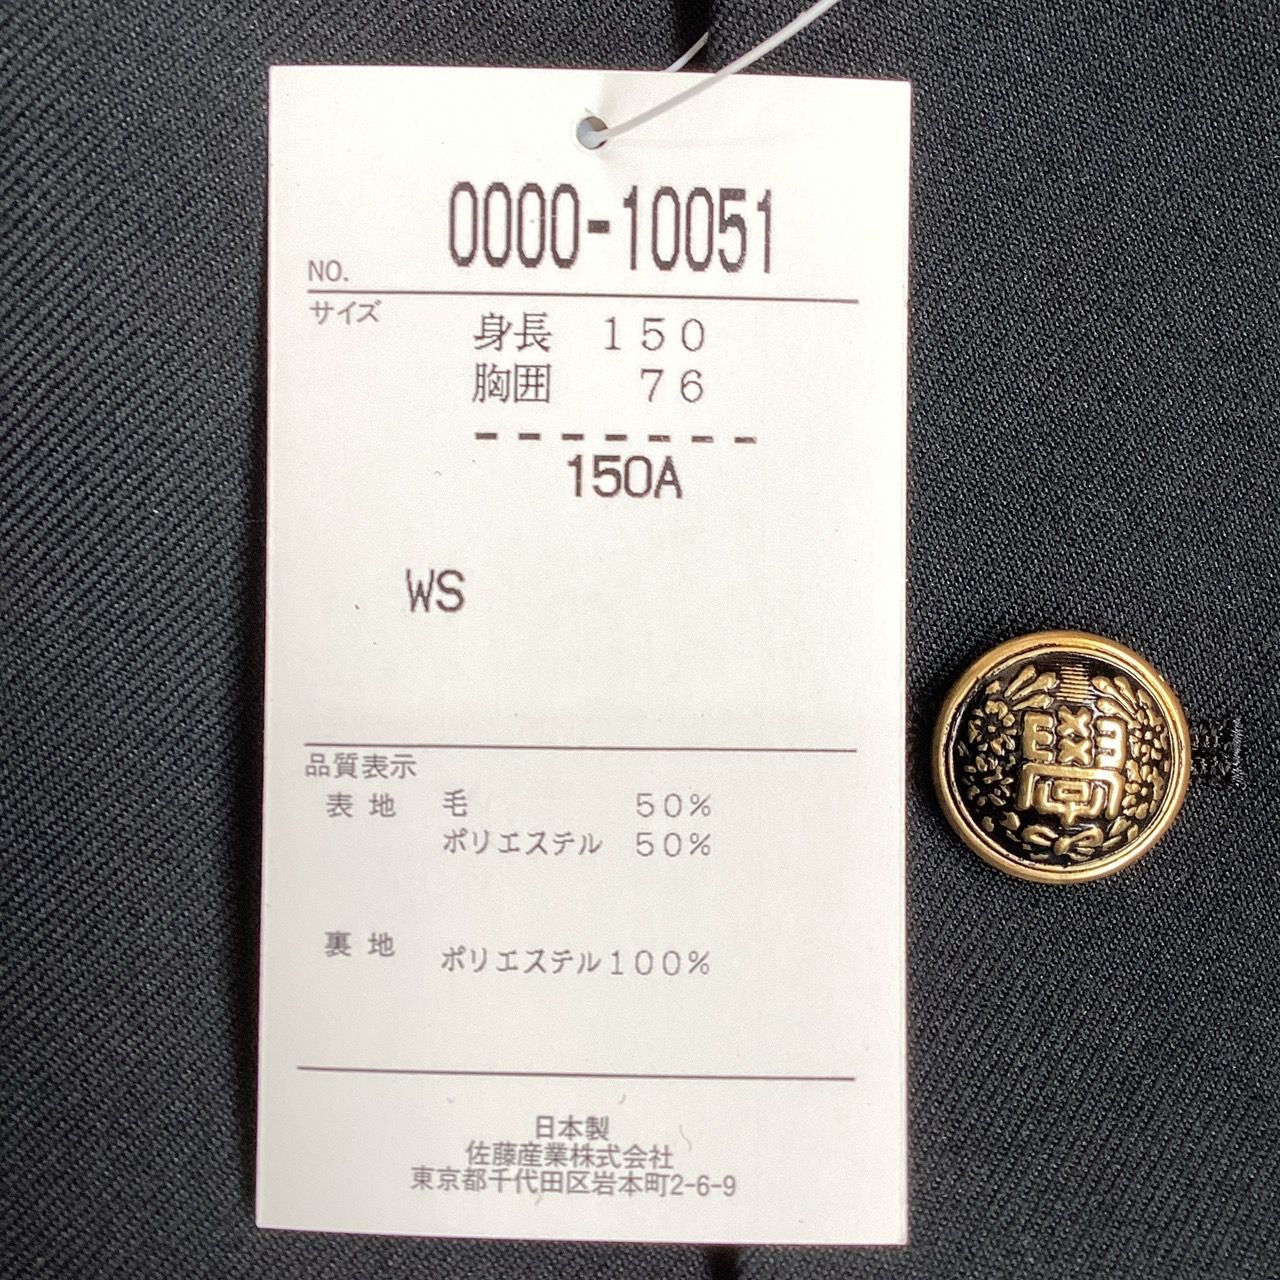 0000-10051
NO.
サイズ
身長 150
胸囲 76
150A
WS
品質表示
表地 毛 50%
ポリエステル 50%
裏地 ポリエステル100%
日本製
佐藤産業株式会社
東京都千代田区岩本町2-6-9
學